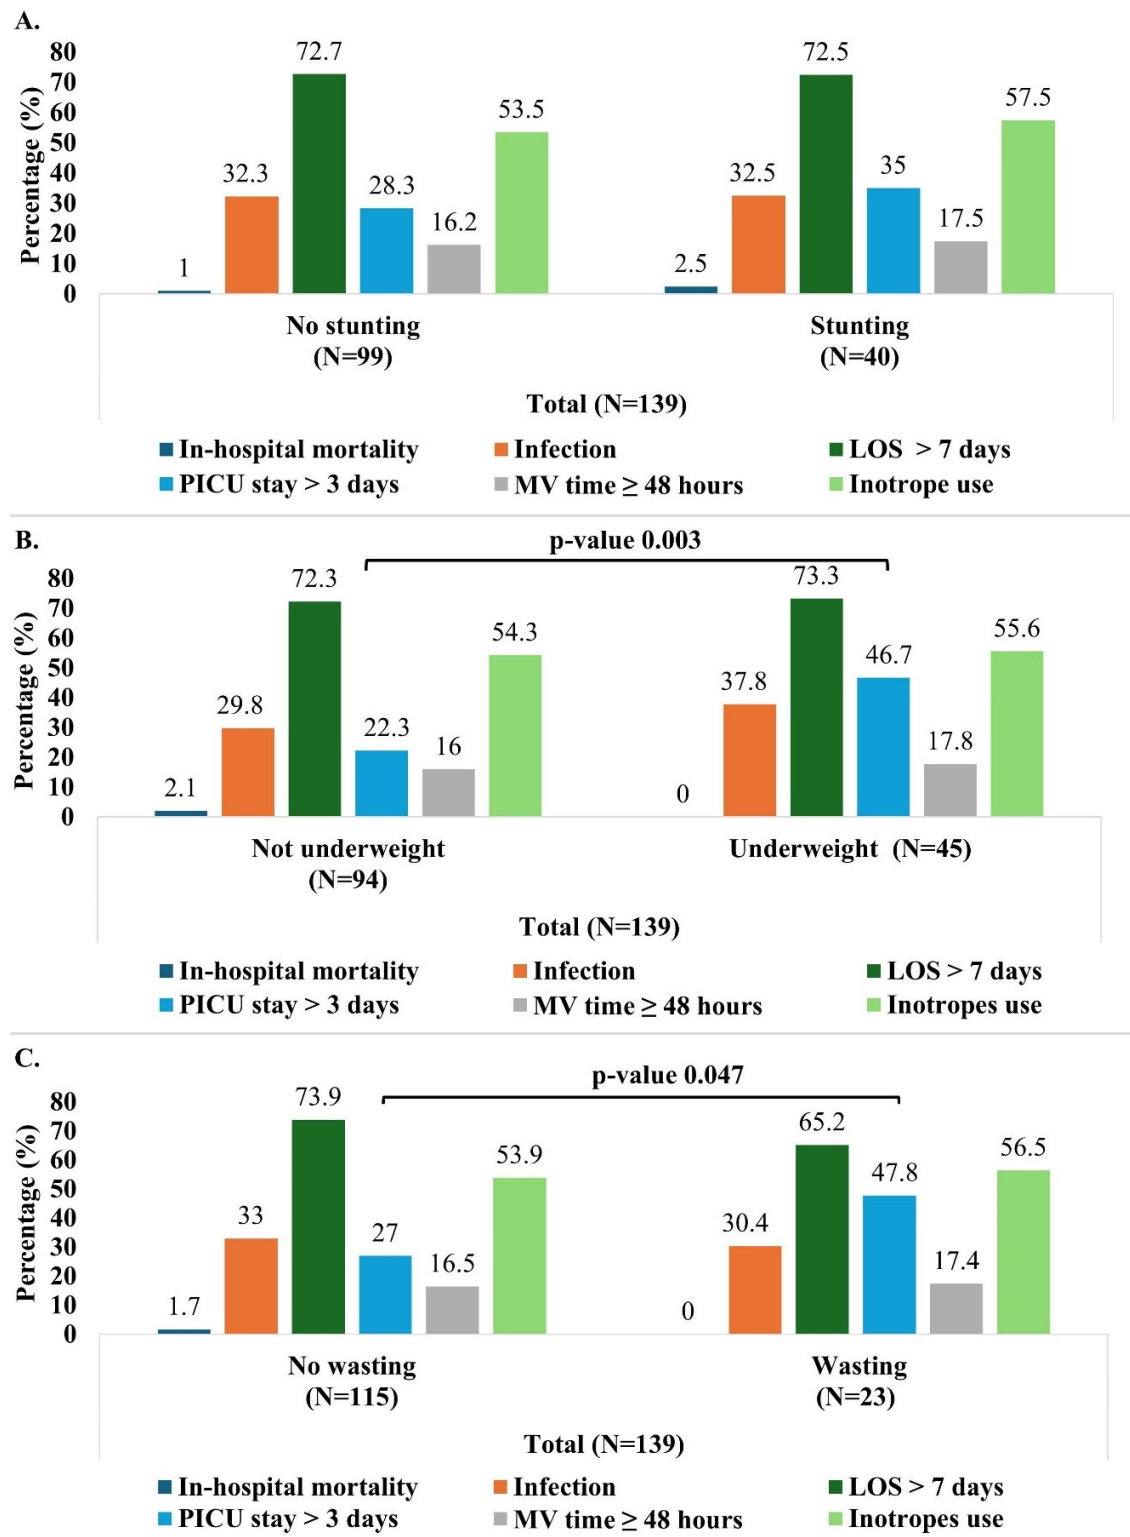 A.
Percentage (%)
80
70
60
50
40
30
20
10
0
1
32.3
72.7
28.3
16.2
53.5
2.5
32.5
72.5
35
17.5
57.5
No stunting
(N=99)
Stunting
(N=40)
Total (N=139)
In-hospital mortality
Infection
LOS > 7 days
PICU stay > 3 days
MV time ≥ 48 hours
Inotrope use
B.
p-value 0.003
Percentage (%)
80
70
60
50
40
30
20
10
0
2.1
29.8
72.3
22.3
16
54.3
0
37.8
73.3
46.7
17.8
55.6
Not underweight
(N=94)
Underweight (N=45)
Total (N=139)
In-hospital mortality
Infection
LOS > 7 days
PICU stay > 3 days
MV time ≥ 48 hours
Inotropes use
C.
p-value 0.047
Percentage (%)
80
70
60
50
40
30
20
10
0
1.7
33
73.9
27
16.5
53.9
0
30.4
65.2
47.8
17.4
56.5
No wasting
(N=115)
Wasting
(N=23)
Total (N=139)
In-hospital mortality
Infection
LOS > 7 days
PICU stay > 3 days
MV time ≥ 48 hours
Inotropes use